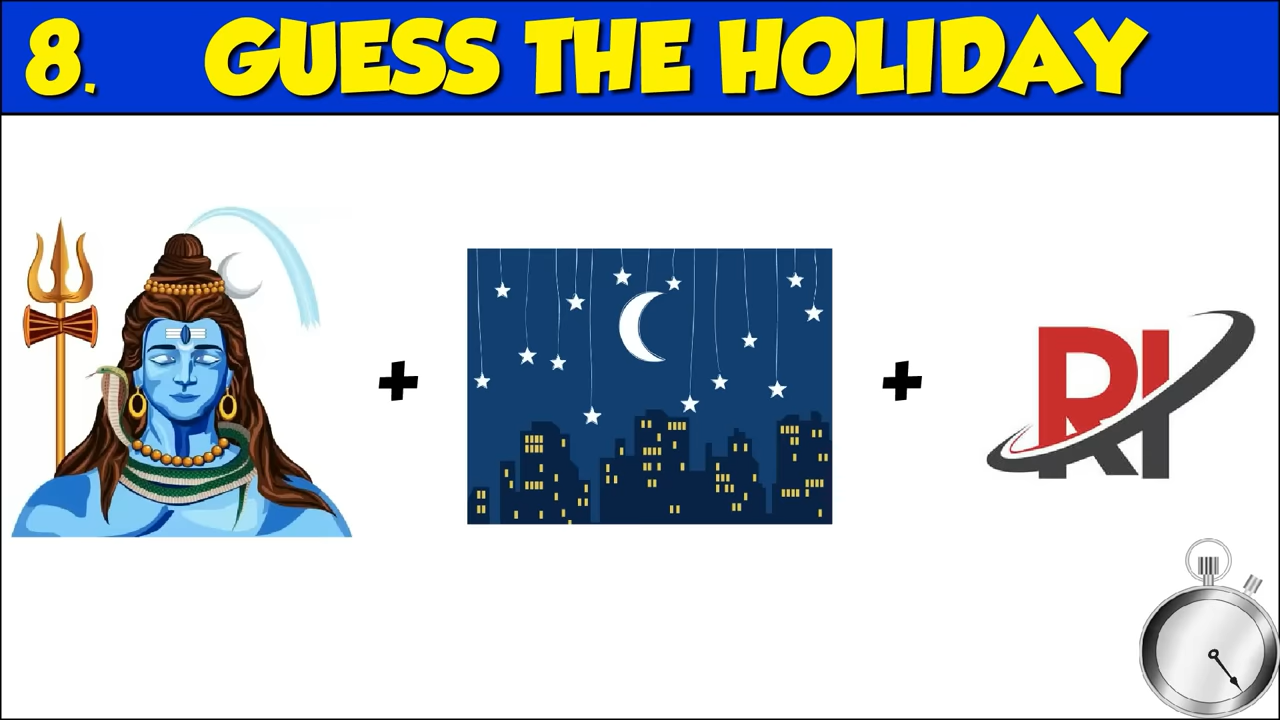 8. GUESS THE HOLIDAY
+ +
RI